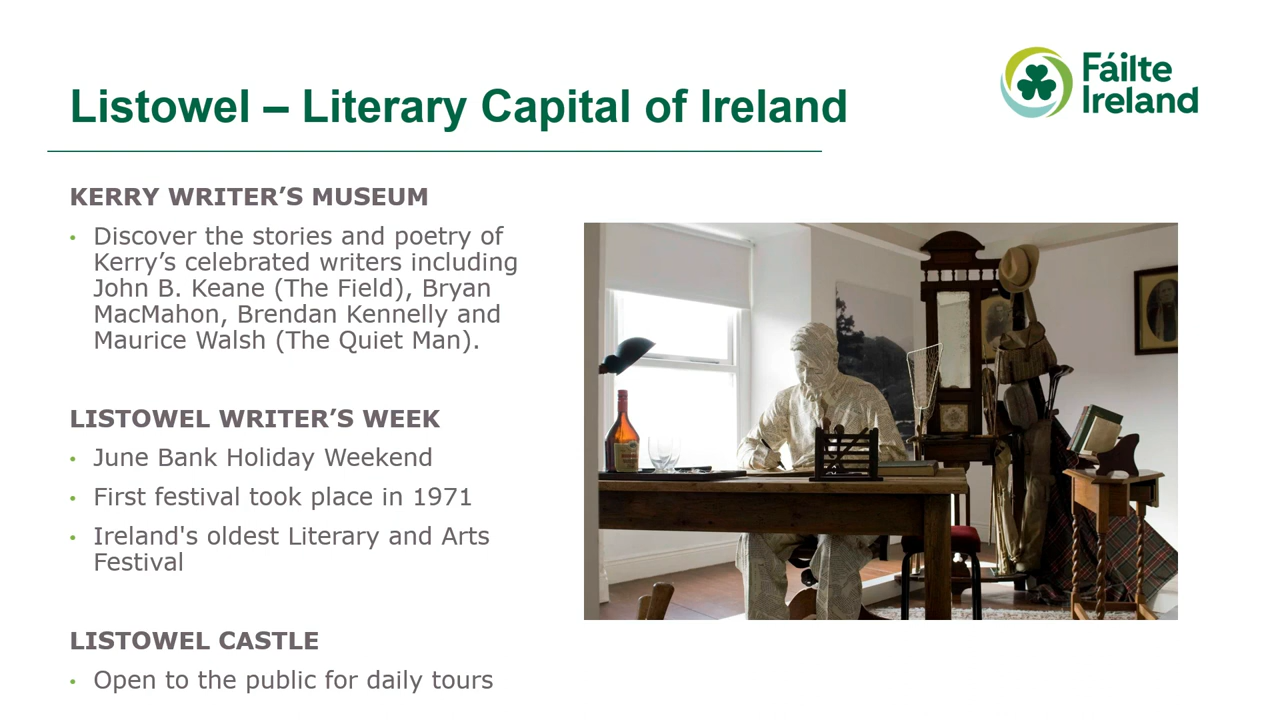 Listowel – Literary Capital of Ireland
Fáilte
Ireland
KERRY WRITER’S MUSEUM
• Discover the stories and poetry of
Kerry’s celebrated writers including
John B. Keane (The Field), Bryan
MacMahon, Brendan Kennelly and
Maurice Walsh (The Quiet Man).
LISTOWEL WRITER’S WEEK
• June Bank Holiday Weekend
• First festival took place in 1971
• Ireland's oldest Literary and Arts
Festival
LISTOWEL CASTLE
• Open to the public for daily tours